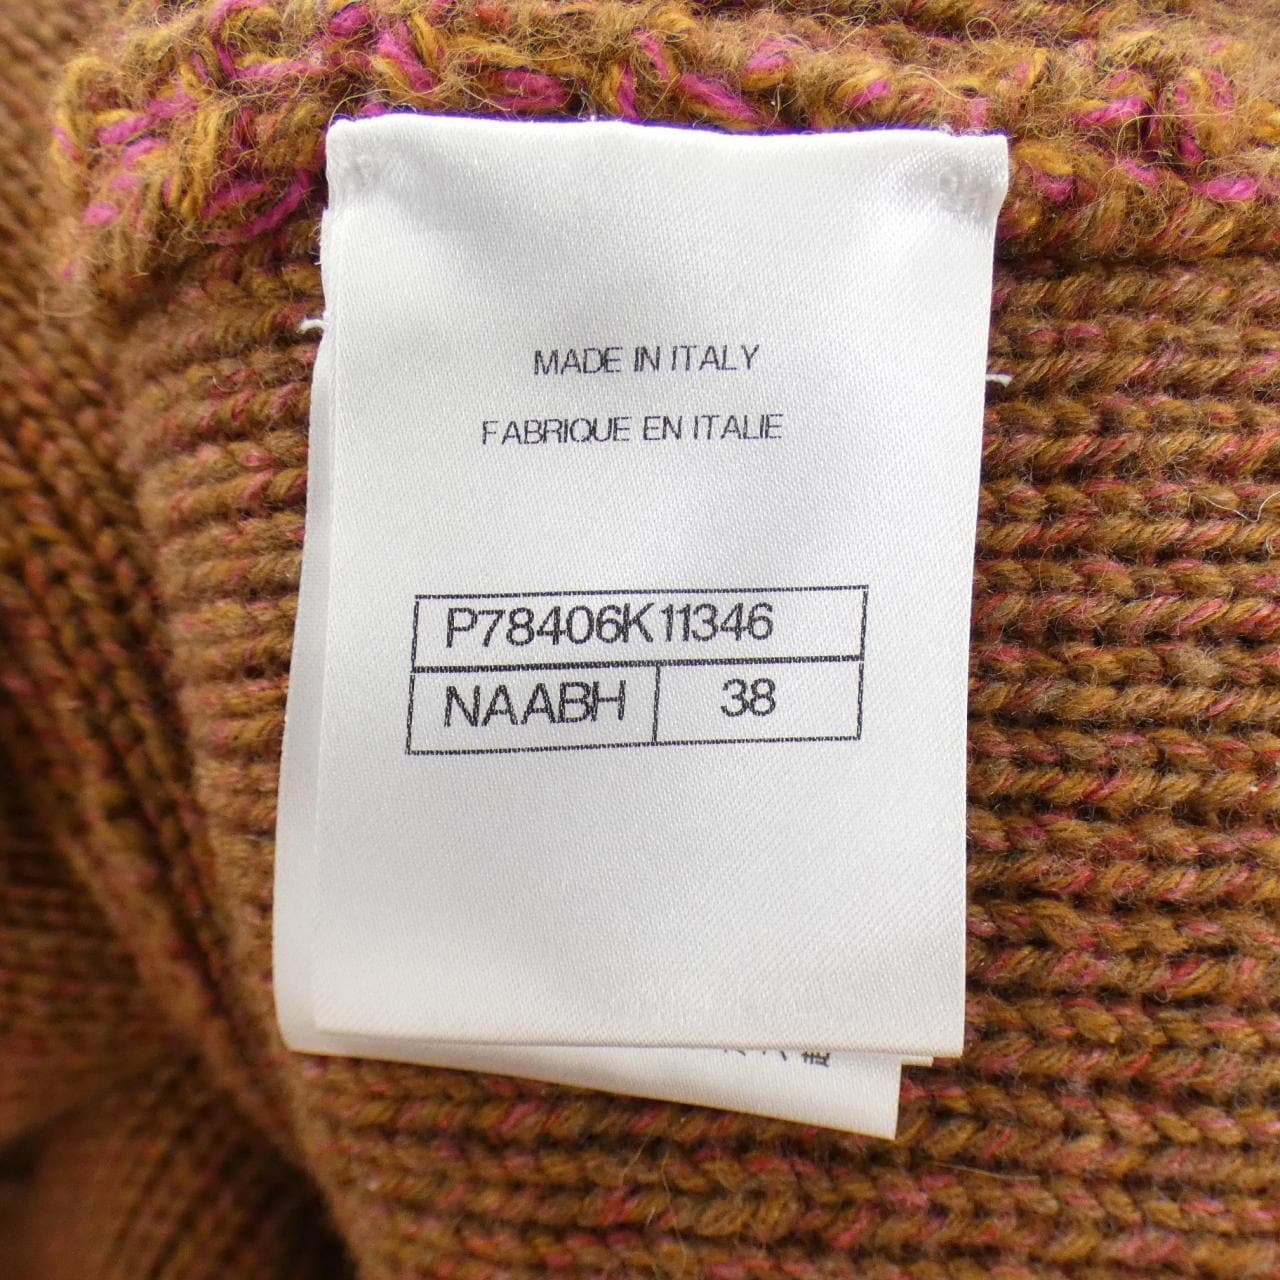 MADE IN ITALY
FABRIQUE EN ITALIE
P78406K11346
NAABH 38